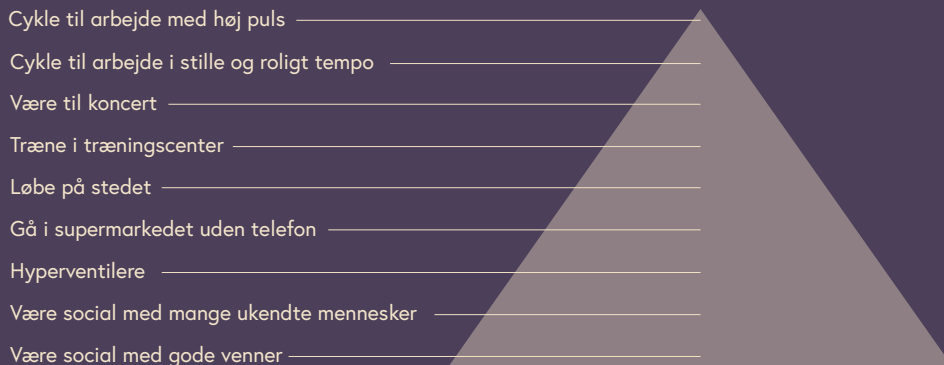 Cykle til arbejde med høj puls
Cykle til arbejde i stille og roligt tempo
Være til koncert
Træne i træningscenter
Løbe på stedet
Gå i supermarkedet uden telefon
Hyperventilere
Være social med mange ukendte mennesker
Være social med gode venner